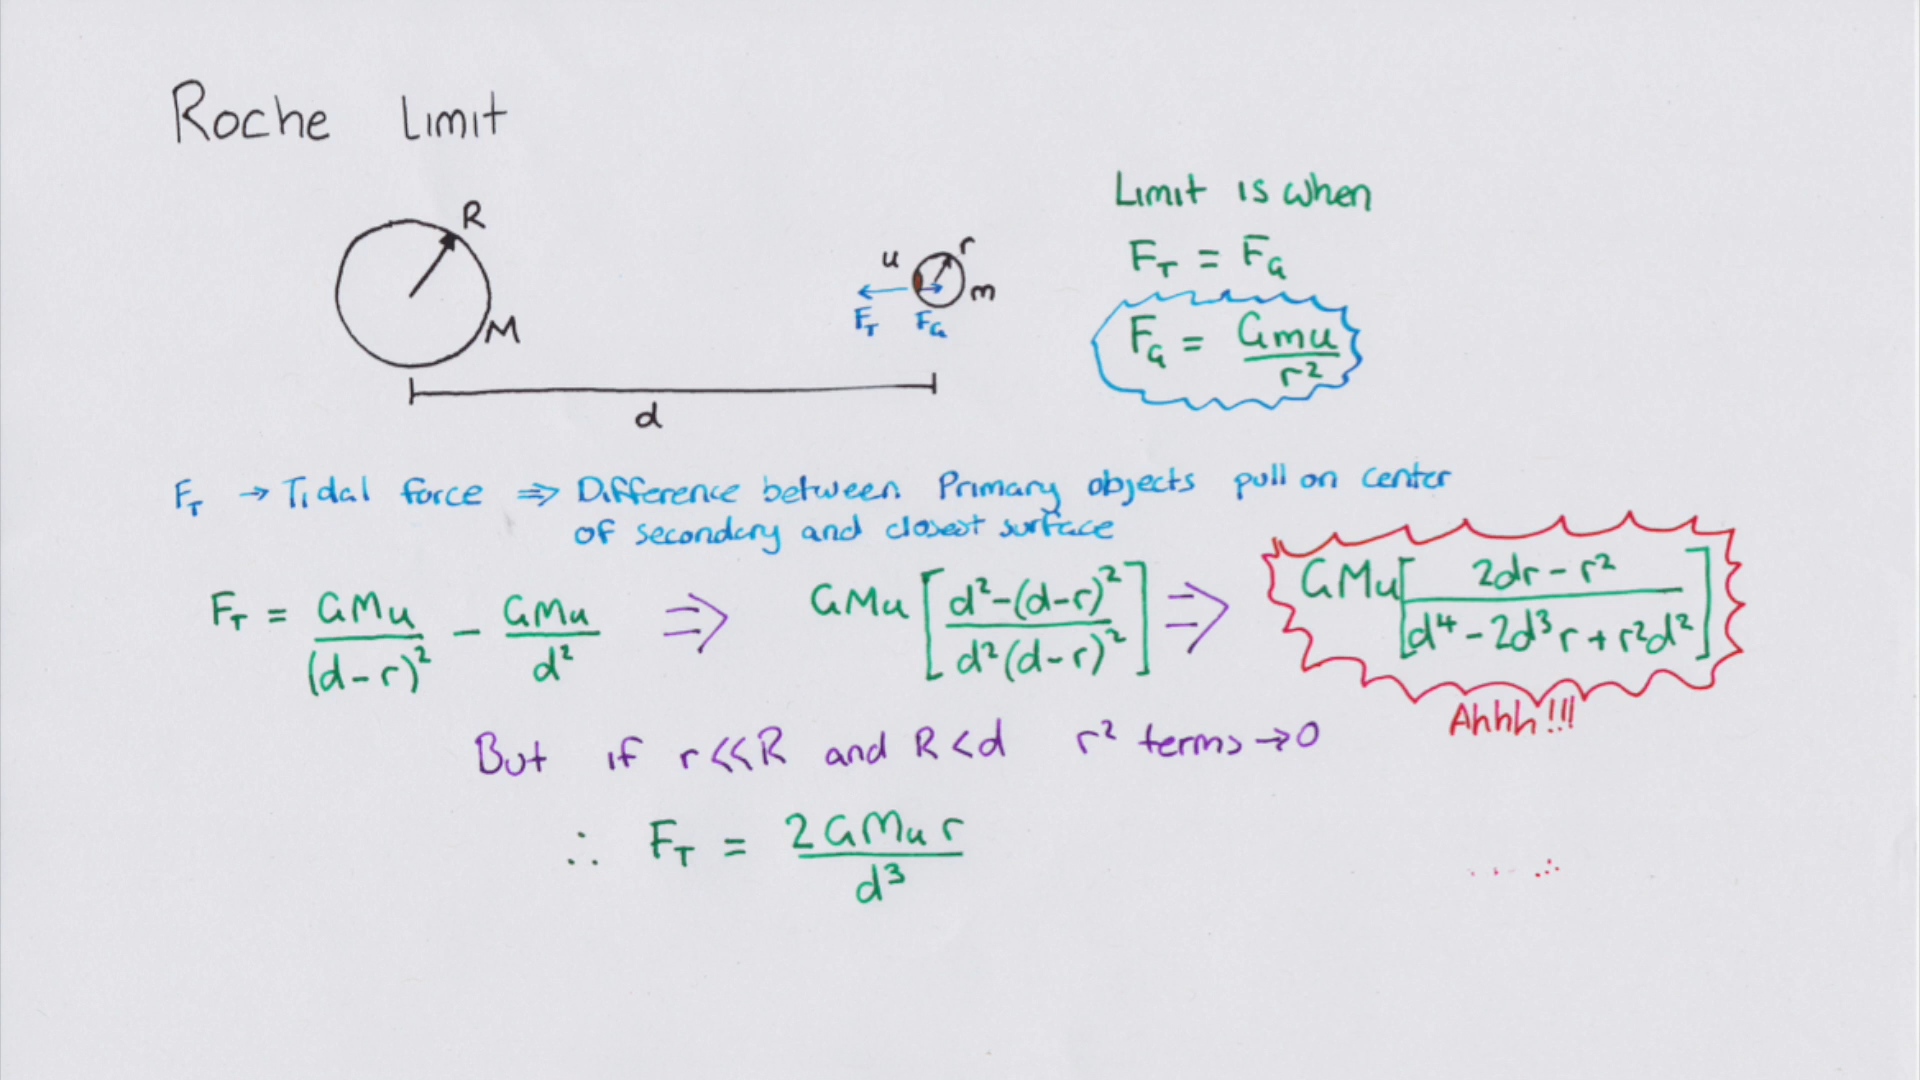 Roche Limit
R
M
u
r
m
F_T
F_G
d
Limit is when
F_T = F_G
F_G = Gmu / r²
F_T → Tidal force ⇒ Difference between Primary objects pull on center
of secondary and closest surface
F_T = GMu / (d-r)² - GMu / d² ⇒ GMu [ d²-(d-r)² / d²(d-r)² ] ⇒ GMu [ 2dr - r² / d⁴ - 2d³r + r²d² ]
Ahhh!!!
But if r<<R and R<d r² terms → 0
∴ F_T = 2GMur / d³